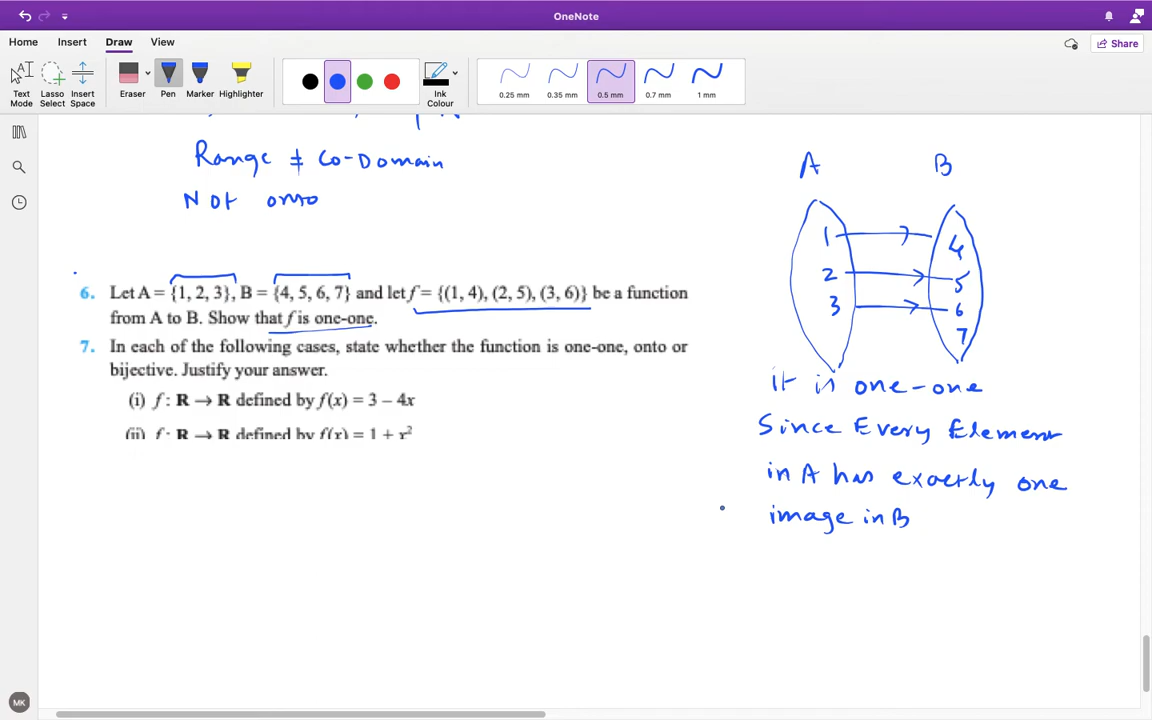 OneNote
Home Insert Draw View
Share
Text Mode
Lasso Select
Insert Space
Eraser
Pen
Marker
Highlighter
Ink Colour
0.25 mm
0.35 mm
0.5 mm
0.7 mm
1 mm
Range ≠ Co-Domain
Not onto
A B
1 4
2 5
3 6
7
6. Let A = {1, 2, 3}, B = {4, 5, 6, 7} and let f = {(1, 4), (2, 5), (3, 6)} be a function
from A to B. Show that f is one-one.
7. In each of the following cases, state whether the function is one-one, onto or
bijective. Justify your answer.
(i) f : R → R defined by f(x) = 3 – 4x
(ii) f : R → R defined by f(x) = 1 + x²
it is one-one
Since Every Element
in A has exactly one
image in B
MK